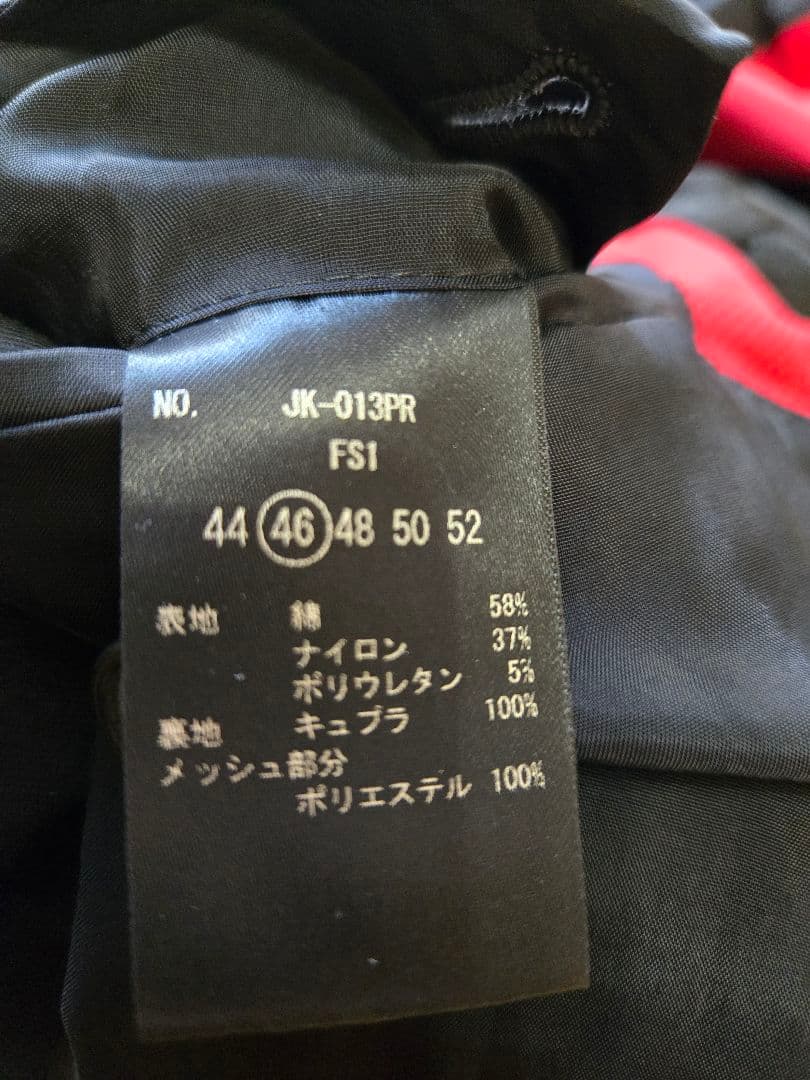 NO. JK-013PR
FS1
44 46 48 50 52
表地 綿 58%
ナイロン 37%
ポリウレタン 5%
裏地 キュプラ 100%
メッシュ部分
ポリエステル 100%